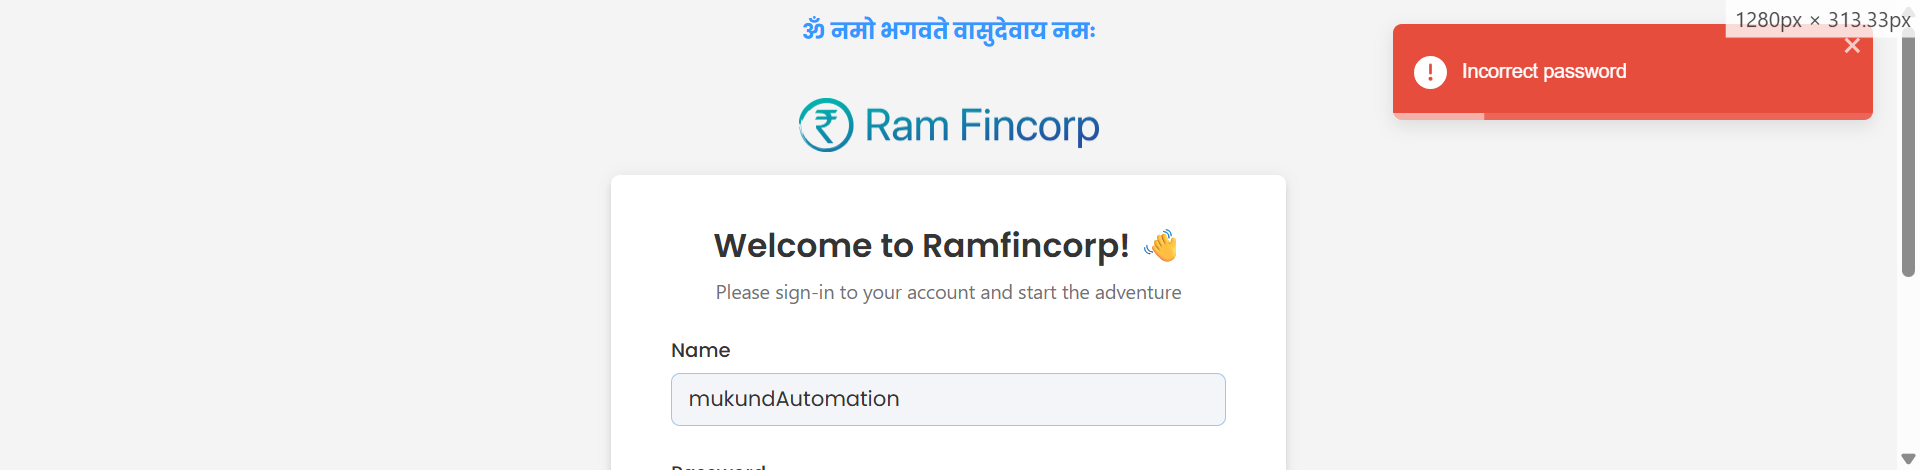 ॐ नमो भगवते वासुदेवाय नमः
1280px × 313.33px
Incorrect password
Ram Fincorp
Welcome to Ramfincorp! 👋
Please sign-in to your account and start the adventure
Name
mukundAutomation
Password